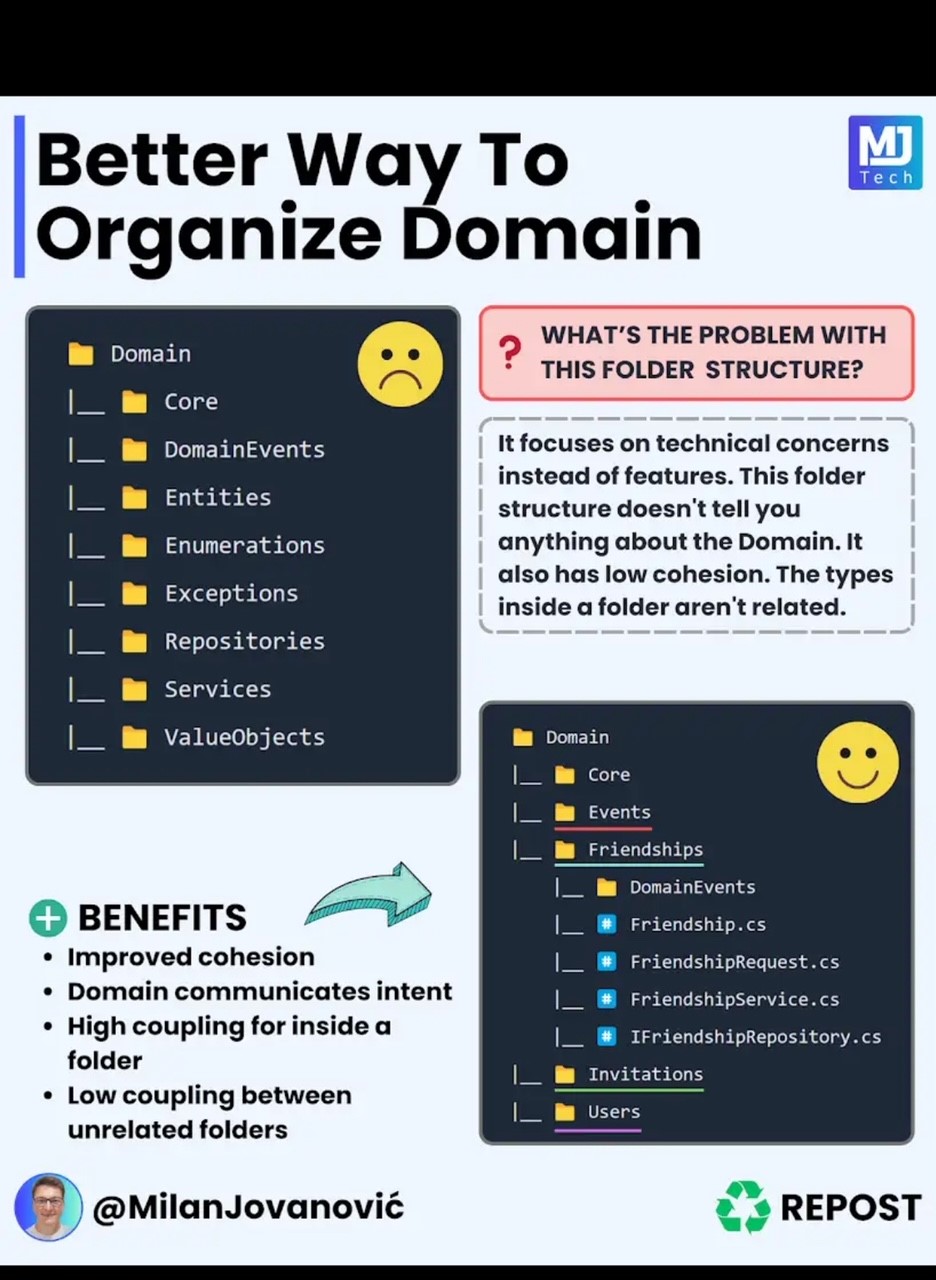 Better Way To
Organize Domain
MJ
Tech
Domain
|__ Core
|__ DomainEvents
|__ Entities
|__ Enumerations
|__ Exceptions
|__ Repositories
|__ Services
|__ ValueObjects
? WHAT'S THE PROBLEM WITH
THIS FOLDER STRUCTURE?
It focuses on technical concerns
instead of features. This folder
structure doesn't tell you
anything about the Domain. It
also has low cohesion. The types
inside a folder aren't related.
Domain
|__ Core
|__ Events
|__ Friendships
|__ DomainEvents
|__ # Friendship.cs
|__ # FriendshipRequest.cs
|__ # FriendshipService.cs
|__ # IFriendshipRepository.cs
|__ Invitations
|__ Users
+ BENEFITS
• Improved cohesion
• Domain communicates intent
• High coupling for inside a
folder
• Low coupling between
unrelated folders
@MilanJovanović
REPOST